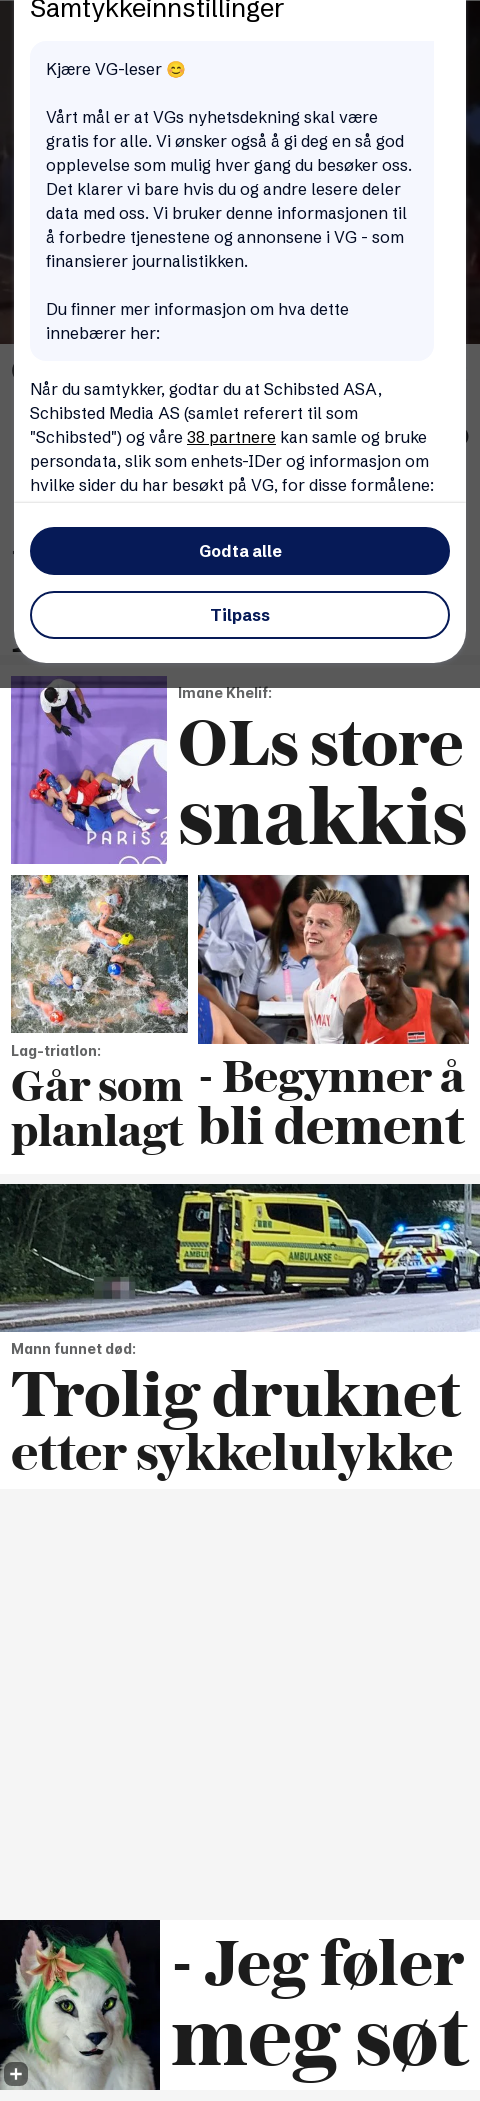 Samtykkeinnstillinger
Kjære VG-leser 😊
Vårt mål er at VGs nyhetsdekning skal være
gratis for alle. Vi ønsker også å gi deg en så god
opplevelse som mulig hver gang du besøker oss.
Det klarer vi bare hvis du og andre lesere deler
data med oss. Vi bruker denne informasjonen til
å forbedre tjenestene og annonsene i VG - som
finansierer journalistikken.
Du finner mer informasjon om hva dette
innebærer her:
Når du samtykker, godtar du at Schibsted ASA,
Schibsted Media AS (samlet referert til som
"Schibsted") og våre 38 partnere kan samle og bruke
persondata, slik som enhets-IDer og informasjon om
hvilke sider du har besøkt på VG, for disse formålene:
Godta alle
Tilpass
Imane Khelif:
OLs store
snakkis
PARIS 2
Lag-triatlon:
Går som
planlagt
- Begynner å
bli dement
AMBULANSE
POLITI
Mann funnet død:
Trolig druknet
etter sykkelulykke
- Jeg føler
meg søt